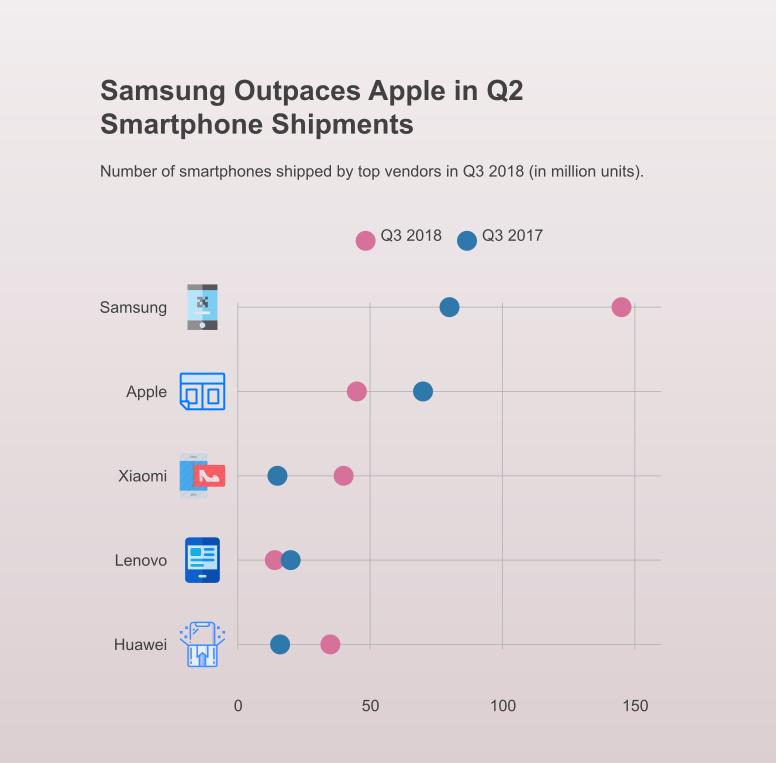 Samsung Outpaces Apple in Q2
Smartphone Shipments
Number of smartphones shipped by top vendors in Q3 2018 (in million units).
Q3 2018 Q3 2017
Samsung
Apple
Xiaomi
Lenovo
Huawei
0 50 100 150